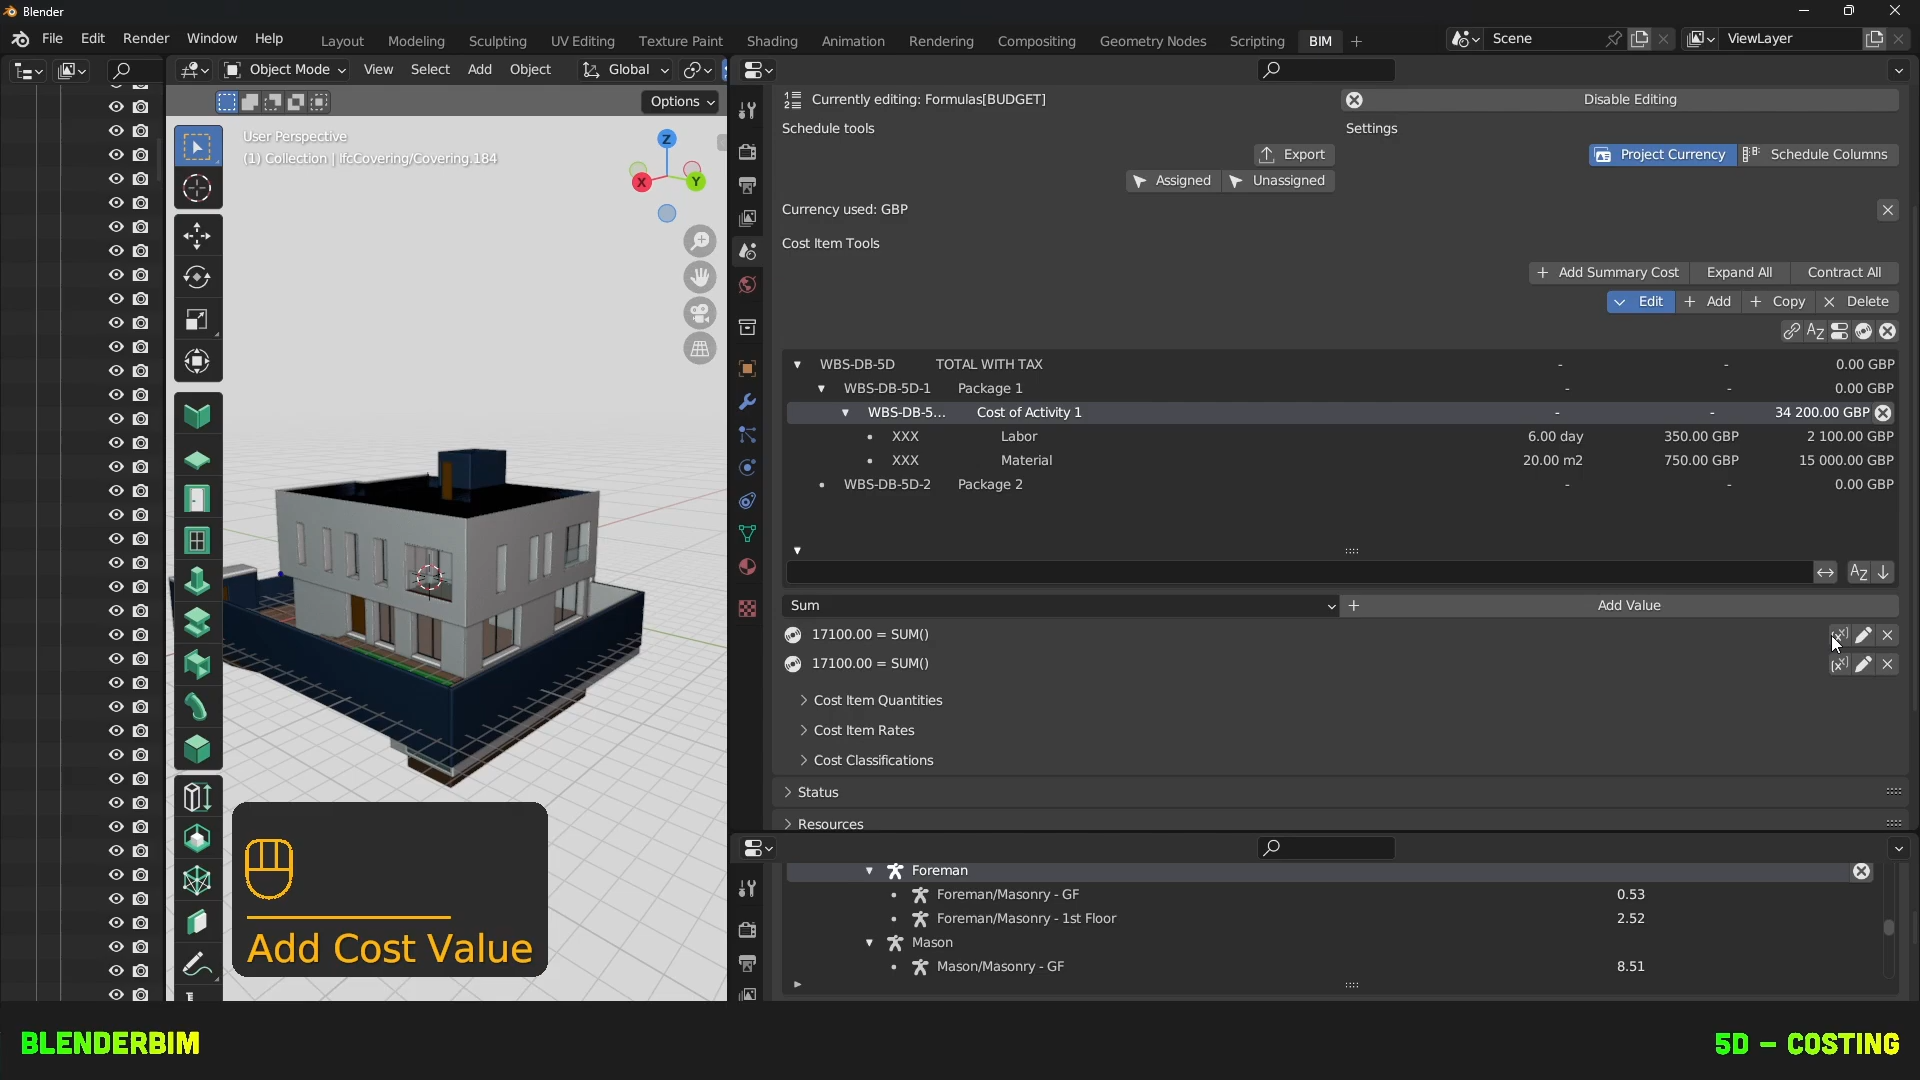 Blender
File Edit Render Window Help Layout Modeling Sculpting UV Editing Texture Paint Shading Animation Rendering Compositing Geometry Nodes Scripting BIM Scene ViewLayer
Object Mode View Select Add Object Global
Options
User Perspective
(1) Collection | IfcCovering/Covering.184
Z
X
Y
Currently editing: Formulas[BUDGET] Disable Editing
Schedule tools Settings
Export Project Currency Schedule Columns
Assigned Unassigned
Currency used: GBP
Cost Item Tools
Add Summary Cost Expand All Contract All
Edit Add Copy Delete
WBS-DB-5D TOTAL WITH TAX - - 0.00 GBP
WBS-DB-5D-1 Package 1 - - 0.00 GBP
WBS-DB-5... Cost of Activity 1 - - 34 200.00 GBP
XXX Labor 6.00 day 350.00 GBP 2 100.00 GBP
XXX Material 20.00 m2 750.00 GBP 15 000.00 GBP
WBS-DB-5D-2 Package 2 - - 0.00 GBP
Sum Add Value
17100.00 = SUM()
17100.00 = SUM()
Cost Item Quantities
Cost Item Rates
Cost Classifications
Status
Resources
Foreman
Foreman/Masonry - GF 0.53
Foreman/Masonry - 1st Floor 2.52
Mason
Mason/Masonry - GF 8.51
Add Cost Value
BLENDERBIM
5D - COSTING